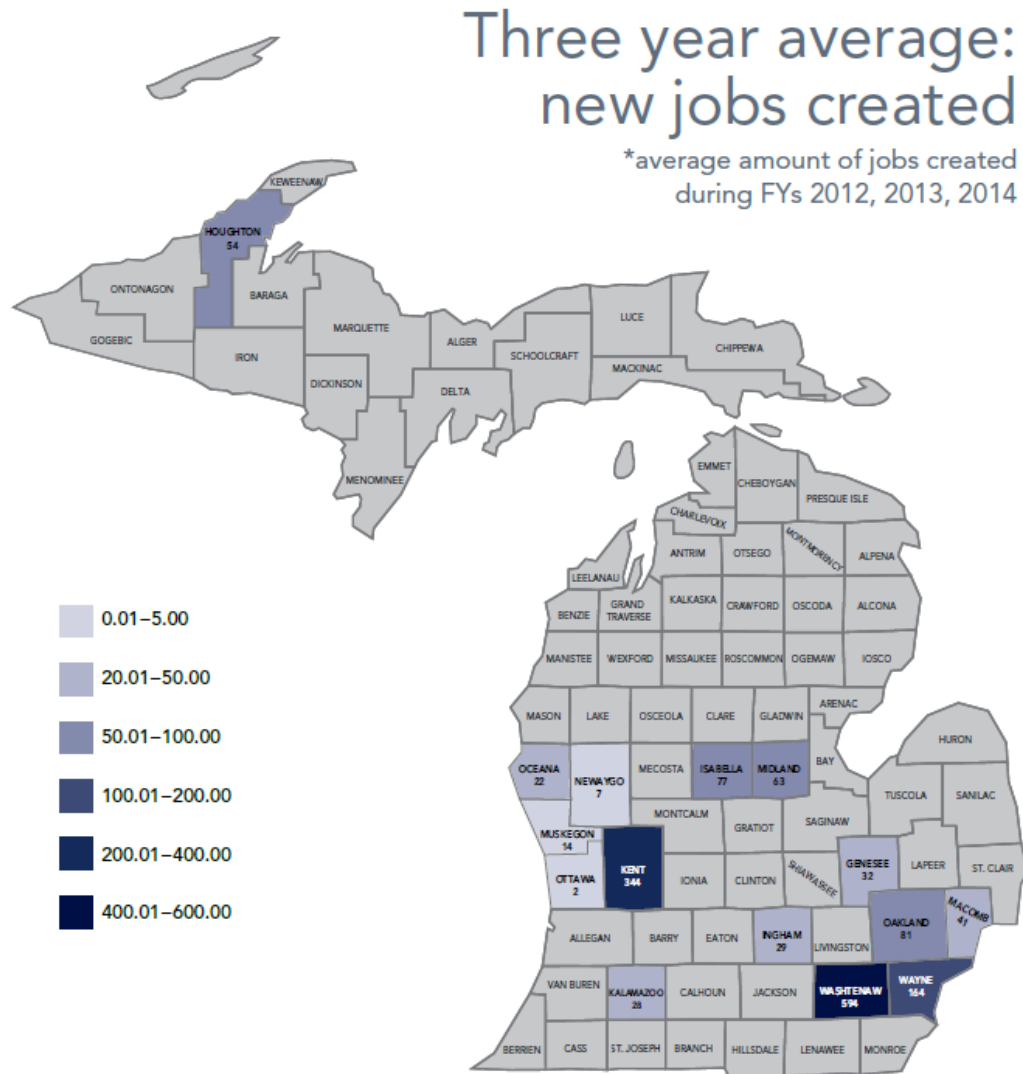 Three year average:
new jobs created
*average amount of jobs created
during FYs 2012, 2013, 2014
KEWEENAW
HOUGHTON
54
ONTONAGON
BARAGA
GOGEBIC
IRON
MARQUETTE
DICKINSON
MENOMINEE
ALGER
DELTA
SCHOOLCRAFT
LUCE
MACKINAC
CHIPPEWA
EMMET
CHEBOYGAN
PRESQUE ISLE
CHARLEVOIX
ANTRIM
OTSEGO
MONTMORENCY
ALPENA
LEELANAU
BENZIE
GRAND
TRAVERSE
KALKASKA
CRAWFORD
OSCODA
ALCONA
MANISTEE
WEXFORD
MISSAUKEE
ROSCOMMON
OGEMAW
IOSCO
MASON
LAKE
OSCEOLA
CLARE
GLADWIN
ARENAC
HURON
OCEANA
22
NEWAYGO
7
MECOSTA
ISABELLA
77
MIDLAND
63
BAY
TUSCOLA
SANILAC
MUSKEGON
14
MONTCALM
GRATIOT
SAGINAW
OTTAWA
2
KENT
344
IONIA
CLINTON
SHIAWASSEE
GENESEE
32
LAPEER
ST. CLAIR
ALLEGAN
BARRY
EATON
INGHAM
29
LIVINGSTON
OAKLAND
81
MACOMB
41
VAN BUREN
KALAMAZOO
28
CALHOUN
JACKSON
WASHTENAW
594
WAYNE
164
BERRIEN
CASS
ST. JOSEPH
BRANCH
HILLSDALE
LENAWEE
MONROE
0.01–5.00
20.01–50.00
50.01–100.00
100.01–200.00
200.01–400.00
400.01–600.00